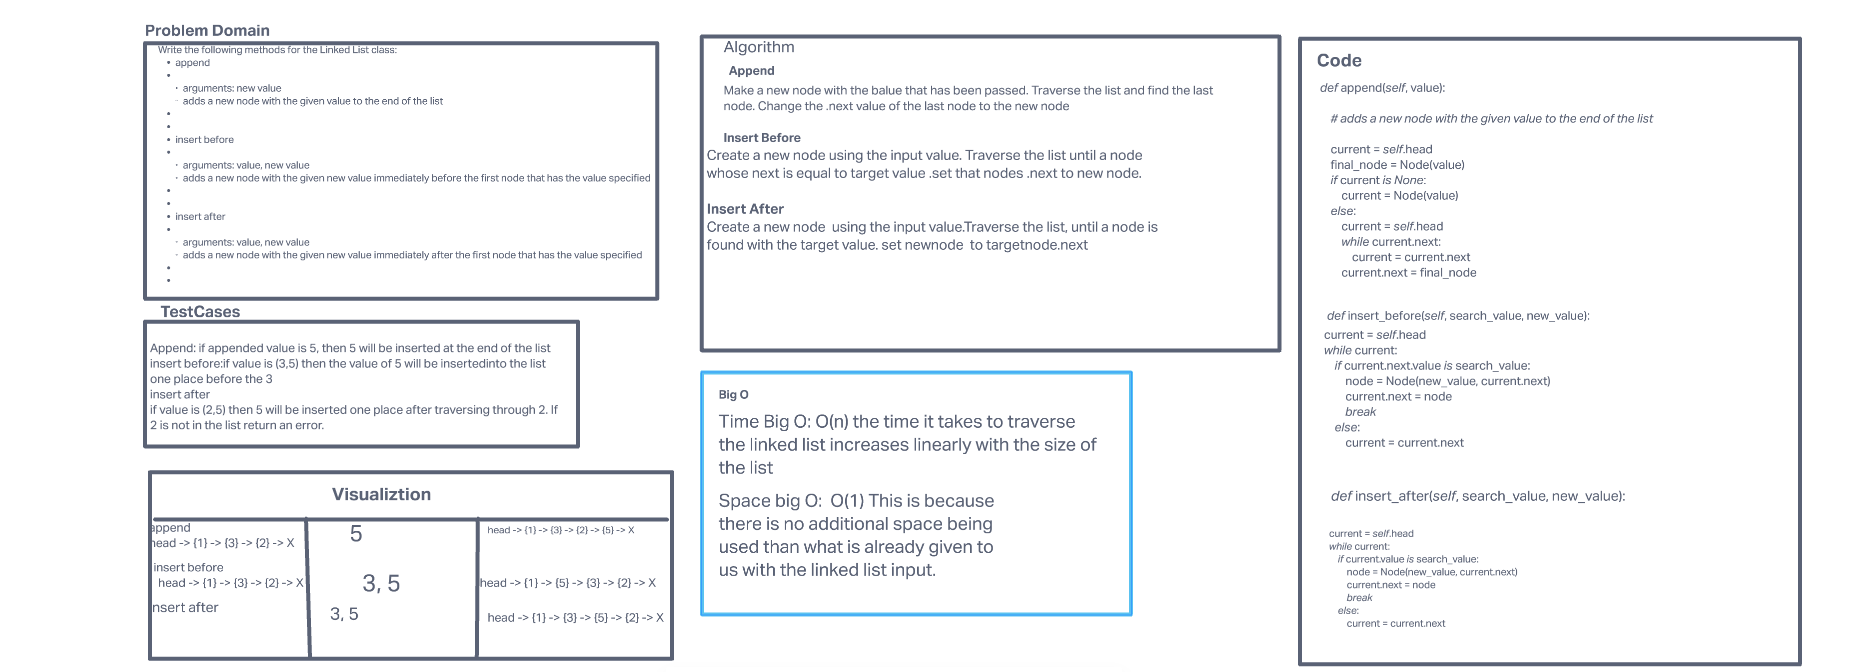 Problem Domain
Write the following methods for the Linked List class:
• append
•
· arguments: new value
· adds a new node with the given value to the end of the list
•
•
• insert before
•
· arguments: value, new value
· adds a new node with the given new value immediately before the first node that has the value specified
•
•
• insert after
•
· arguments: value, new value
· adds a new node with the given new value immediately after the first node that has the value specified
•
•
TestCases
Append: if appended value is 5, then 5 will be inserted at the end of the list
insert before:if value is (3,5) then the value of 5 will be insertedinto the list
one place before the 3
insert after
if value is (2,5) then 5 will be inserted one place after traversing through 2. If
2 is not in the list return an error.
Visualiztion
append
head -> {1} -> {3} -> {2} -> X
5
head -> {1} -> {3} -> {2} -> {5} -> X
insert before
head -> {1} -> {3} -> {2} -> X
3, 5
head -> {1} -> {5} -> {3} -> {2} -> X
insert after
3, 5
head -> {1} -> {3} -> {5} -> {2} -> X
Algorithm
Append
Make a new node with the balue that has been passed. Traverse the list and find the last
node. Change the .next value of the last node to the new node
Insert Before
Create a new node using the input value. Traverse the list until a node
whose next is equal to target value .set that nodes .next to new node.
Insert After
Create a new node  using the input value.Traverse the list, until a node is
found with the target value. set newnode  to targetnode.next
Big O
Time Big O: O(n) the time it takes to traverse
the linked list increases linearly with the size of
the list
Space big O:  O(1) This is because
there is no additional space being
used than what is already given to
us with the linked list input.
Code
def append(self, value):
# adds a new node with the given value to the end of the list
current = self.head
final_node = Node(value)
if current is None:
current = Node(value)
else:
current = self.head
while current.next:
current = current.next
current.next = final_node
def insert_before(self, search_value, new_value):
current = self.head
while current:
if current.next.value is search_value:
node = Node(new_value, current.next)
current.next = node
break
else:
current = current.next
def insert_after(self, search_value, new_value):
current = self.head
while current:
if current.value is search_value:
node = Node(new_value, current.next)
current.next = node
break
else:
current = current.next